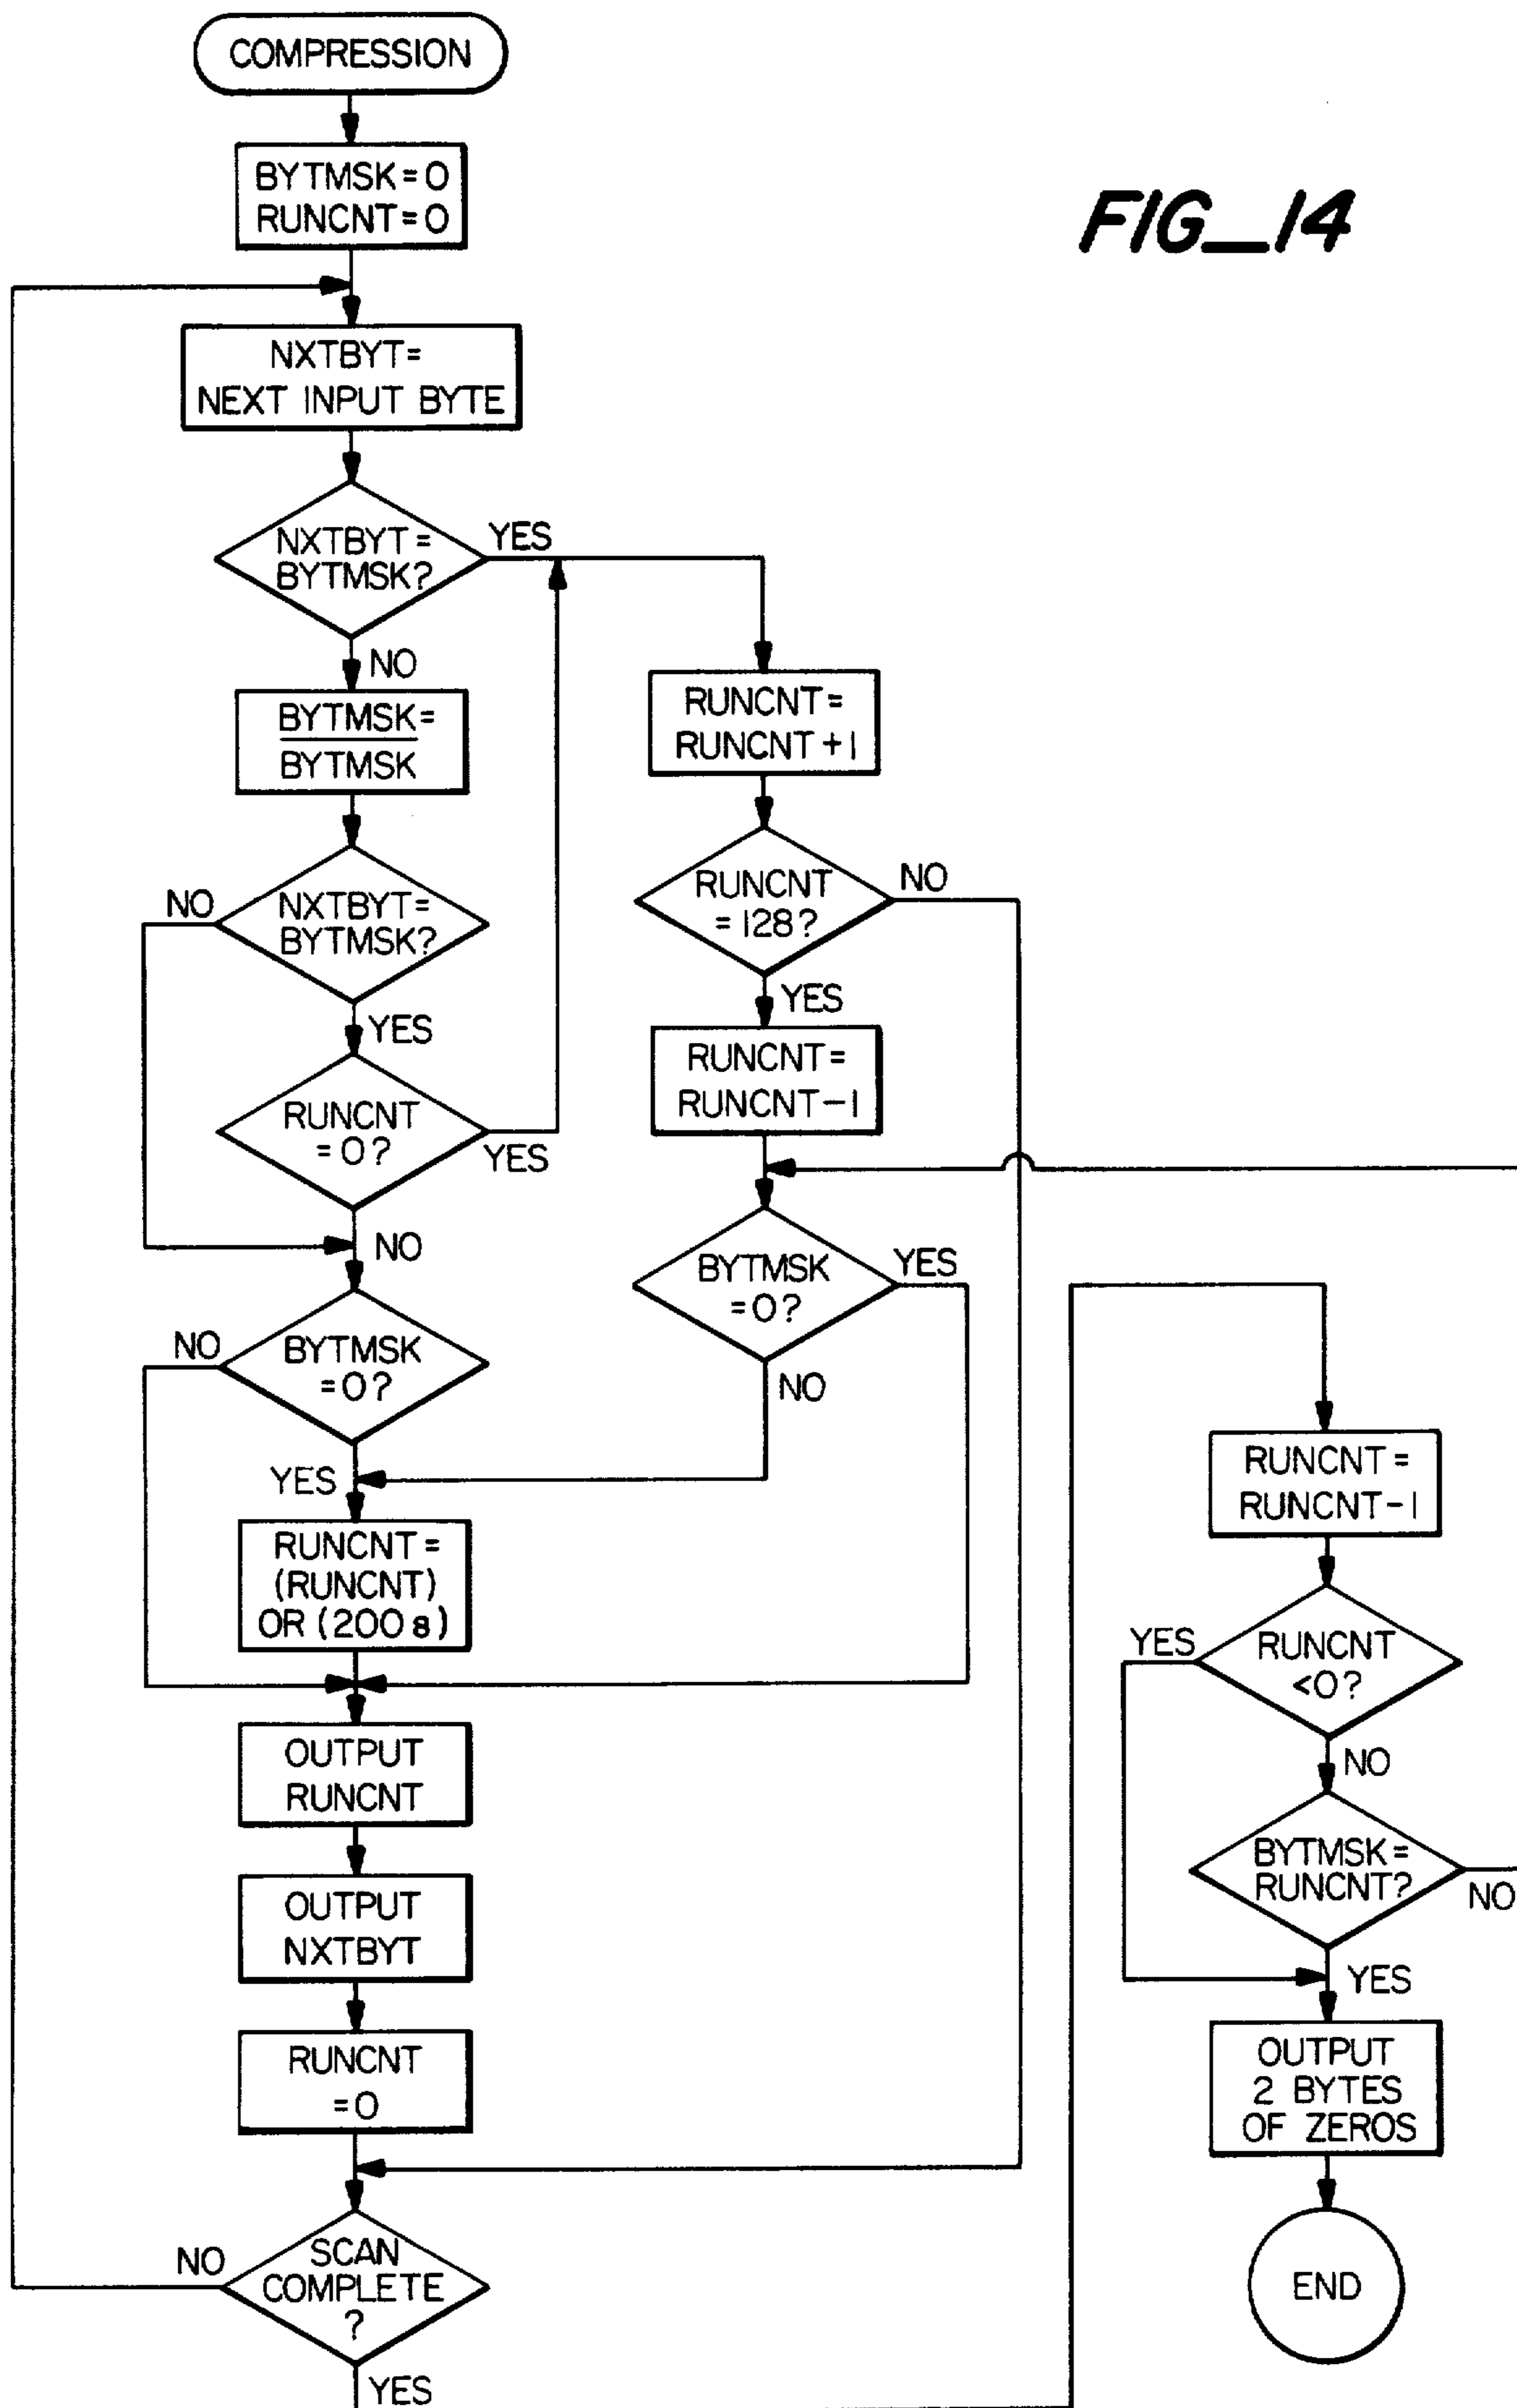 COMPRESSION
BYTMSK=0
RUNCNT=0
FIG_14
NXTBYT=
NEXT INPUT BYTE
NXTBYT=
BYTMSK?
YES
NO
BYTMSK=
BYTMSK
NXTBYT=
BYTMSK?
NO
YES
RUNCNT
=0?
YES
NO
BYTMSK
=0?
NO
YES
RUNCNT=
(RUNCNT)
OR (200 8)
OUTPUT
RUNCNT
OUTPUT
NXTBYT
RUNCNT
=0
SCAN
COMPLETE
?
NO
YES
RUNCNT=
RUNCNT+1
RUNCNT
=128?
NO
YES
RUNCNT=
RUNCNT-1
BYTMSK
=0?
YES
NO
RUNCNT=
RUNCNT-1
RUNCNT
<0?
YES
NO
BYTMSK=
RUNCNT?
NO
YES
OUTPUT
2 BYTES
OF ZEROS
END